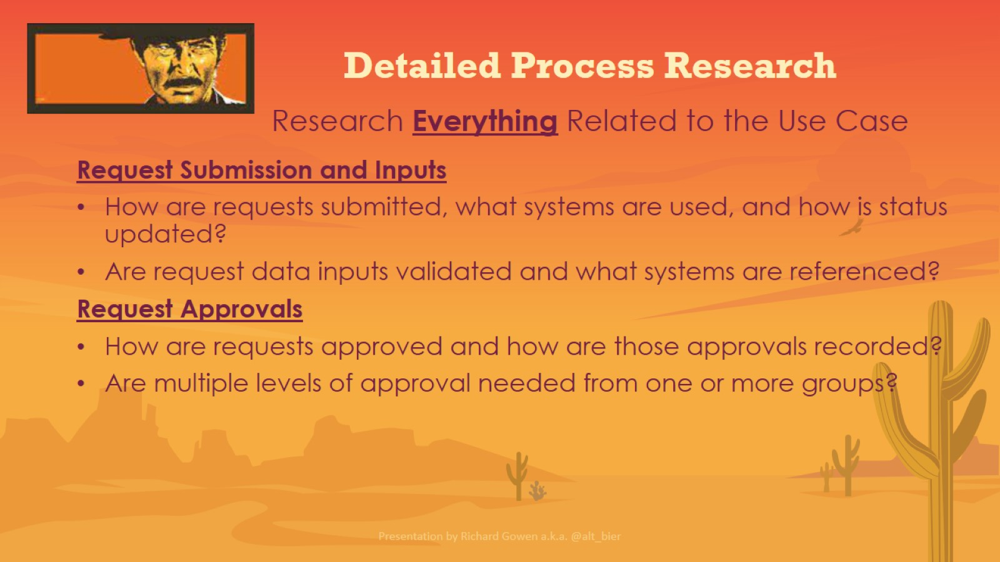 Detailed Process Research
Research Everything Related to the Use Case
Request Submission and Inputs
• How are requests submitted, what systems are used, and how is status
updated?
• Are request data inputs validated and what systems are referenced?
Request Approvals
• How are requests approved and how are those approvals recorded?
• Are multiple levels of approval needed from one or more groups?
Presentation by Richard Gowen a.k.a. @alt_bier